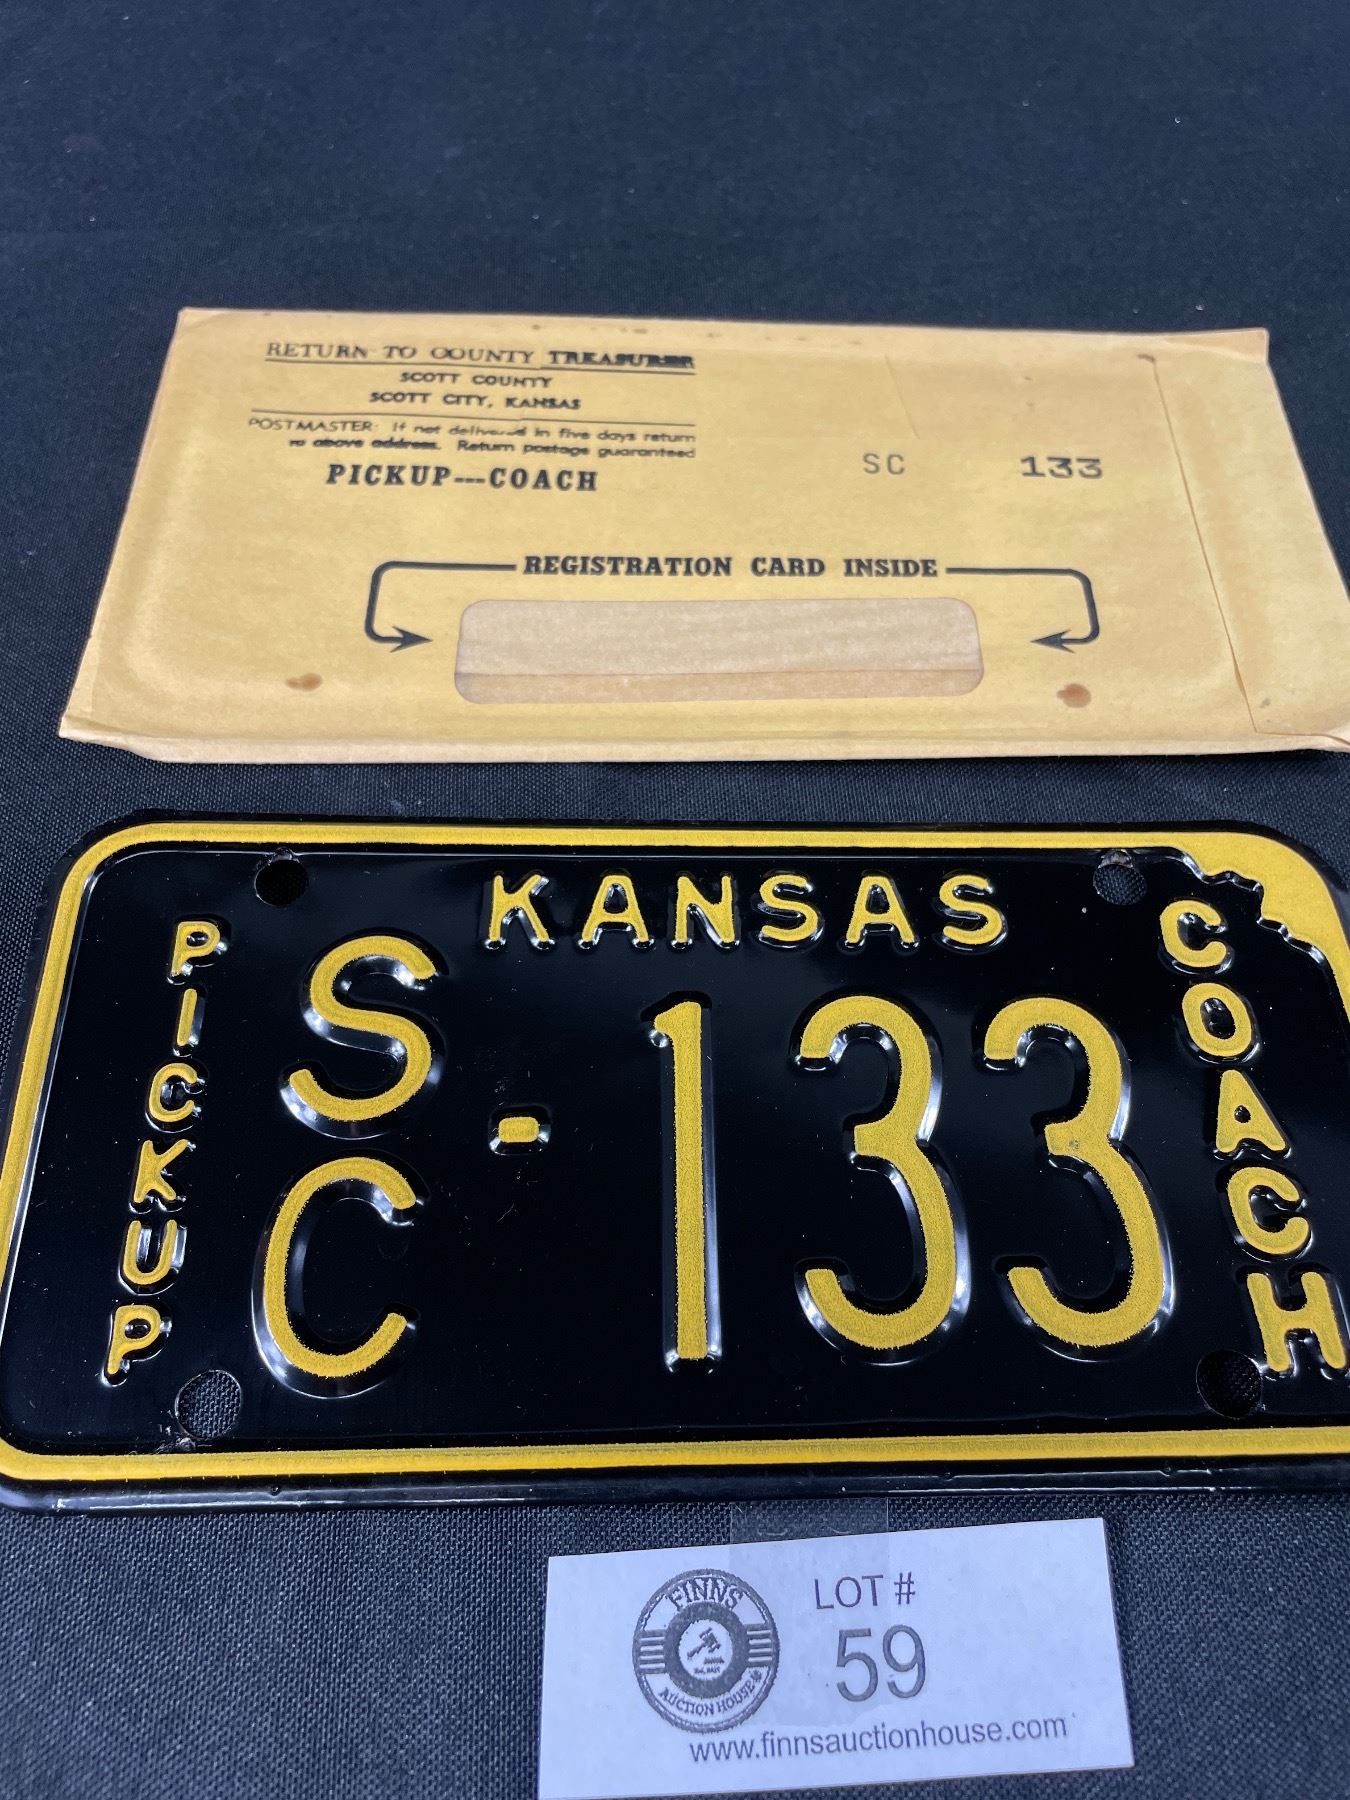 RETURN TO COUNTY TREASURER
SCOTT COUNTY
SCOTT CITY, KANSAS
POSTMASTER: If not delivered in five days return
to above address. Return postage guaranteed
PICKUP---COACH
SC 133
REGISTRATION CARD INSIDE
KANSAS
PICKUP
SC-133
COACH
FINNS
AUCTION HOUSE
LOT #
59
www.finnsauctionhouse.com